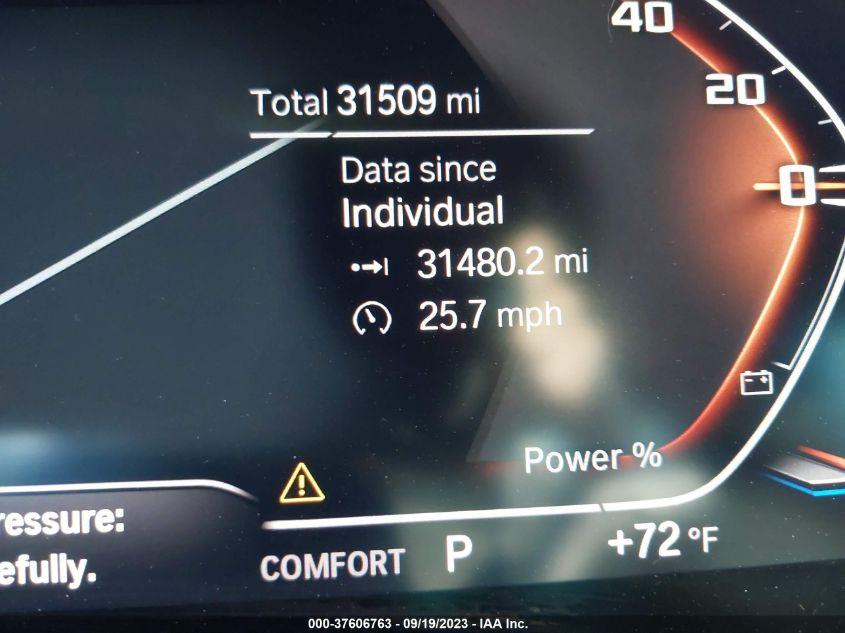 40
Total 31509 mi
20
Data since
0
Individual
31480.2 mi
25.7 mph
Power %
ressure:
efully.
COMFORT P +72 °F
000-37606763 - 09/19/2023 - IAA Inc.